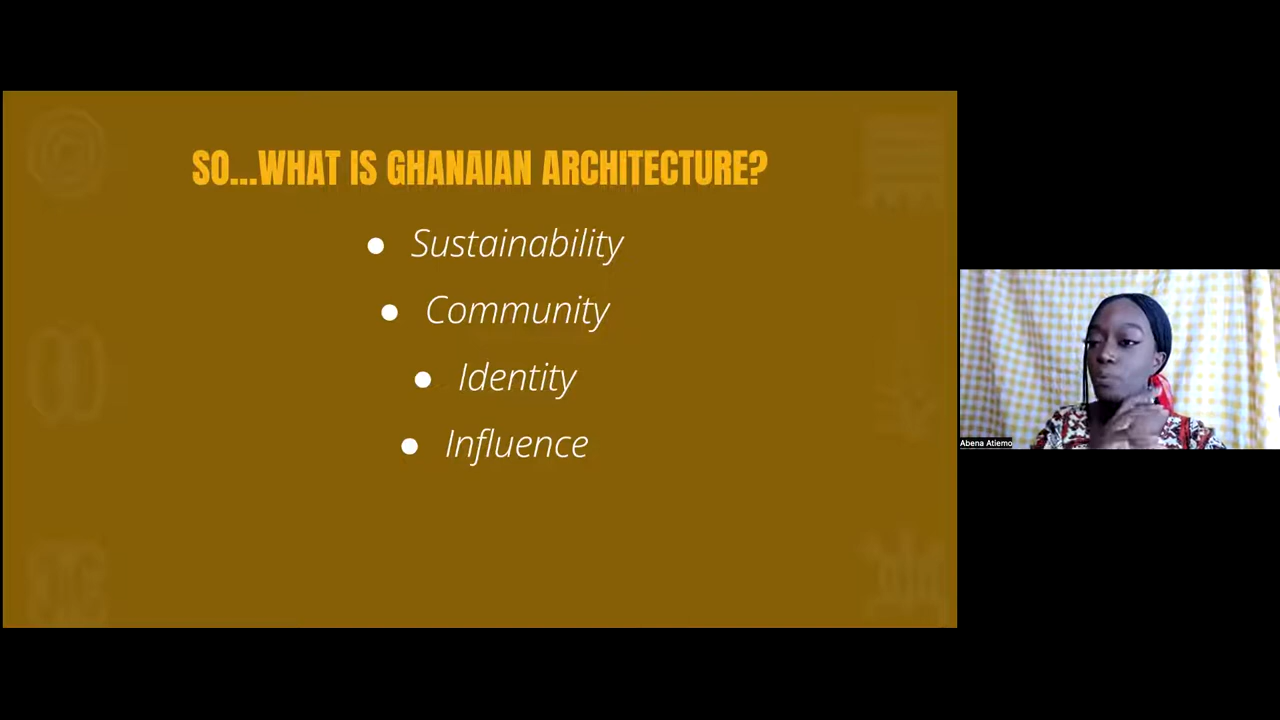 SO...WHAT IS GHANAIAN ARCHITECTURE?
● Sustainability
● Community
● Identity
● Influence
Abena Atiemo